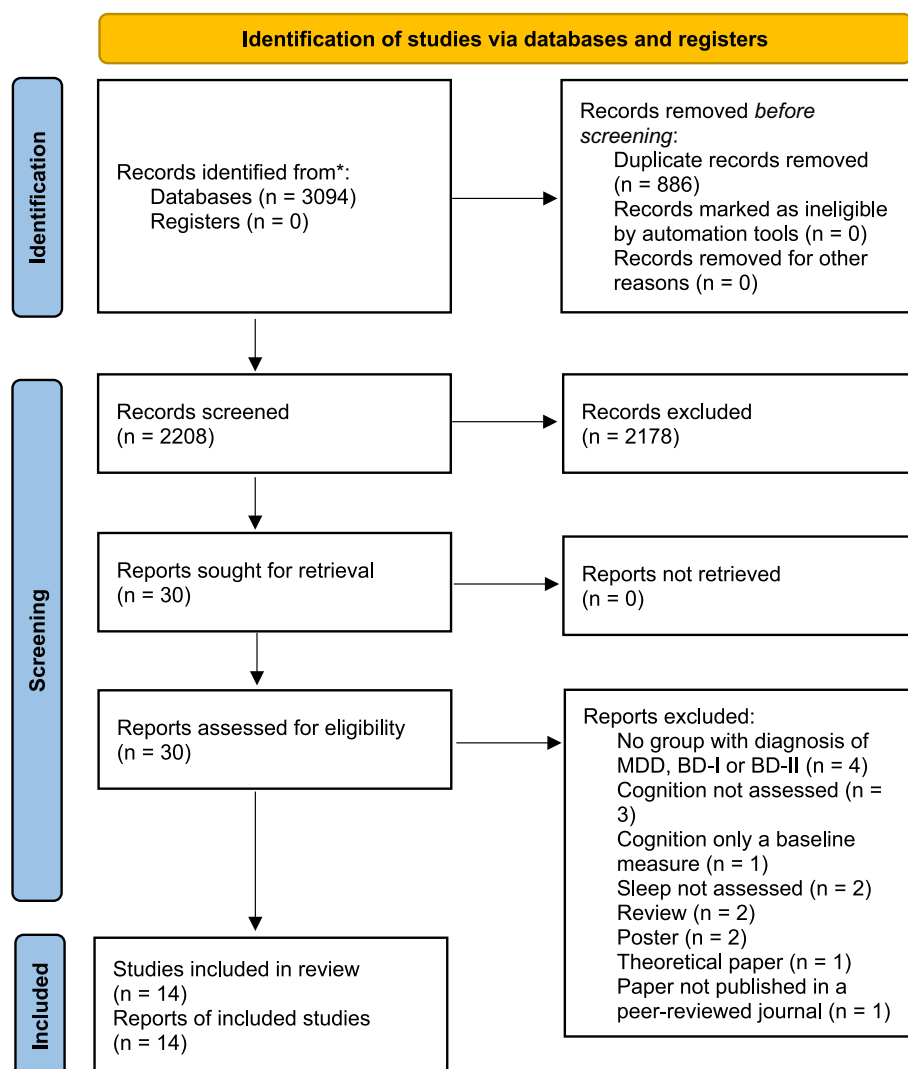 Identification of studies via databases and registers
Identification
Records identified from*:
Databases (n = 3094)
Registers (n = 0)
Records removed before
screening:
Duplicate records removed
(n = 886)
Records marked as ineligible
by automation tools (n = 0)
Records removed for other
reasons (n = 0)
Screening
Records screened
(n = 2208)
Records excluded
(n = 2178)
Reports sought for retrieval
(n = 30)
Reports not retrieved
(n = 0)
Reports assessed for eligibility
(n = 30)
Reports excluded:
No group with diagnosis of
MDD, BD-I or BD-II (n = 4)
Cognition not assessed (n =
3)
Cognition only a baseline
measure (n = 1)
Sleep not assessed (n = 2)
Review (n = 2)
Poster (n = 2)
Theoretical paper (n = 1)
Paper not published in a
peer-reviewed journal (n = 1)
Included
Studies included in review
(n = 14)
Reports of included studies
(n = 14)